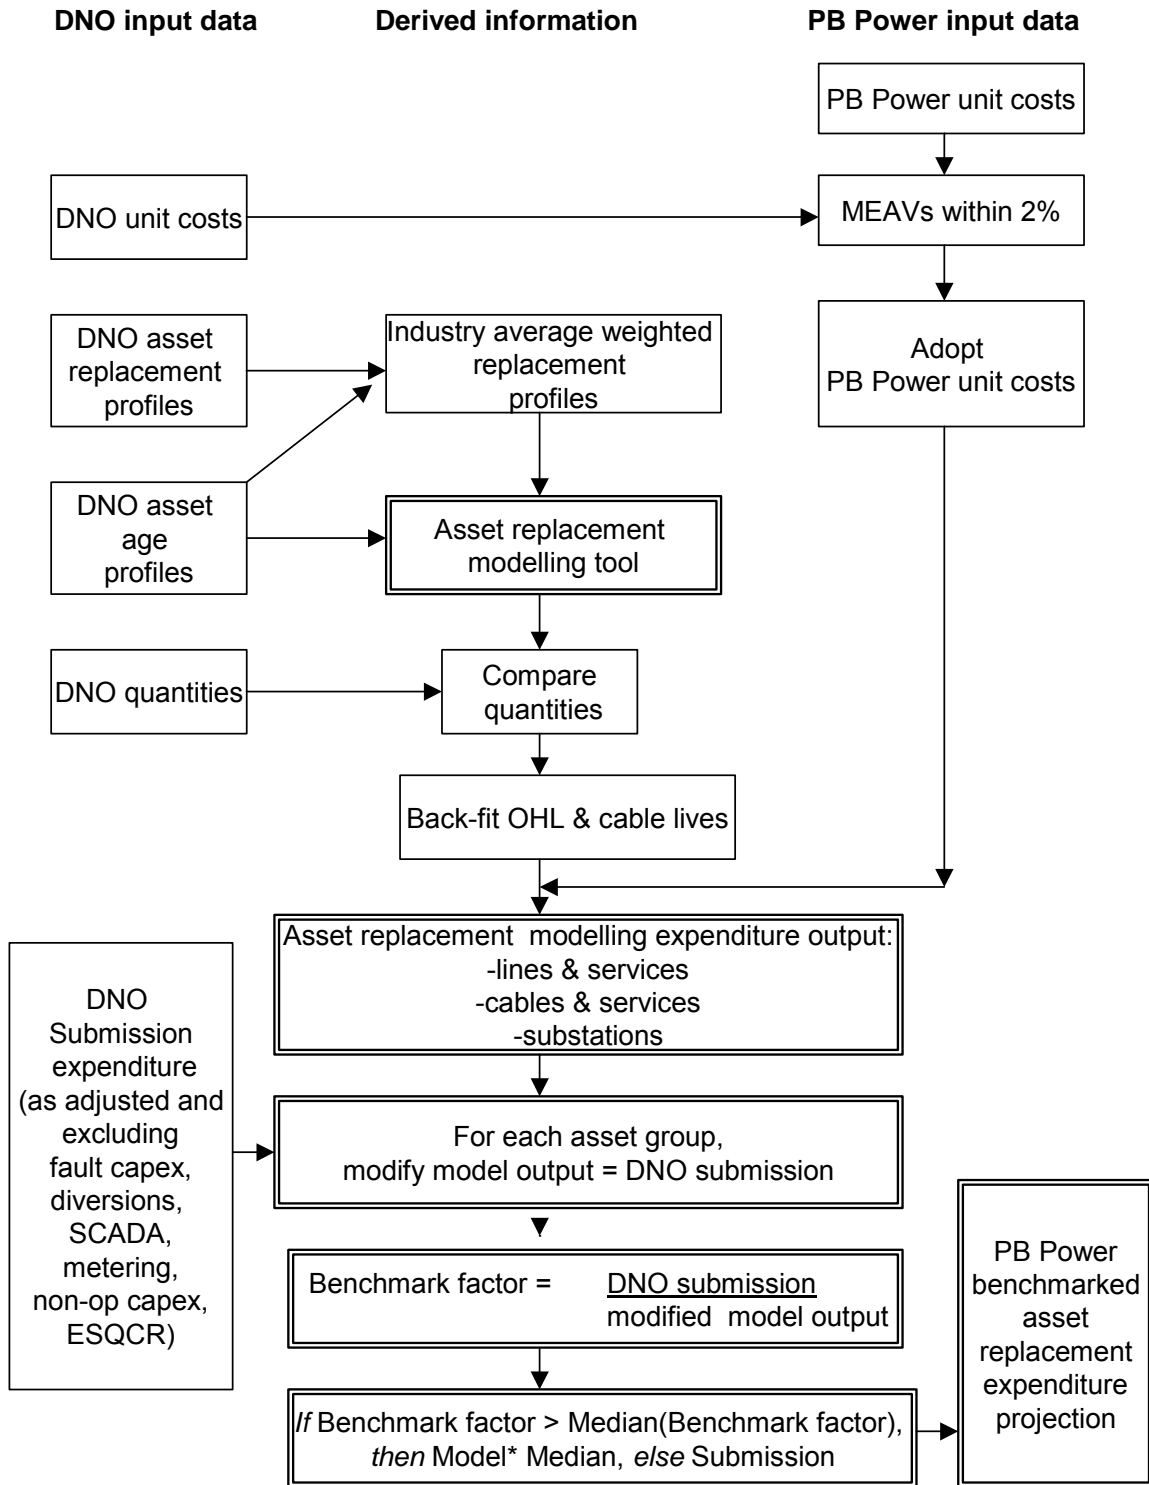 DNO input data
Derived information
PB Power input data
PB Power unit costs
DNO unit costs
MEAVs within 2%
DNO asset
replacement
profiles
Industry average weighted
replacement
profiles
Adopt
PB Power unit costs
DNO asset
age
profiles
Asset replacement
modelling tool
DNO quantities
Compare
quantities
Back-fit OHL & cable lives
Asset replacement modelling expenditure output:
-lines & services
-cables & services
-substations
DNO
Submission
expenditure
(as adjusted and
excluding
fault capex,
diversions,
SCADA,
metering,
non-op capex,
ESQCR)
For each asset group,
modify model output = DNO submission
Benchmark factor = DNO submission
modified model output
If Benchmark factor > Median(Benchmark factor),
then Model* Median, else Submission
PB Power
benchmarked
asset
replacement
expenditure
projection